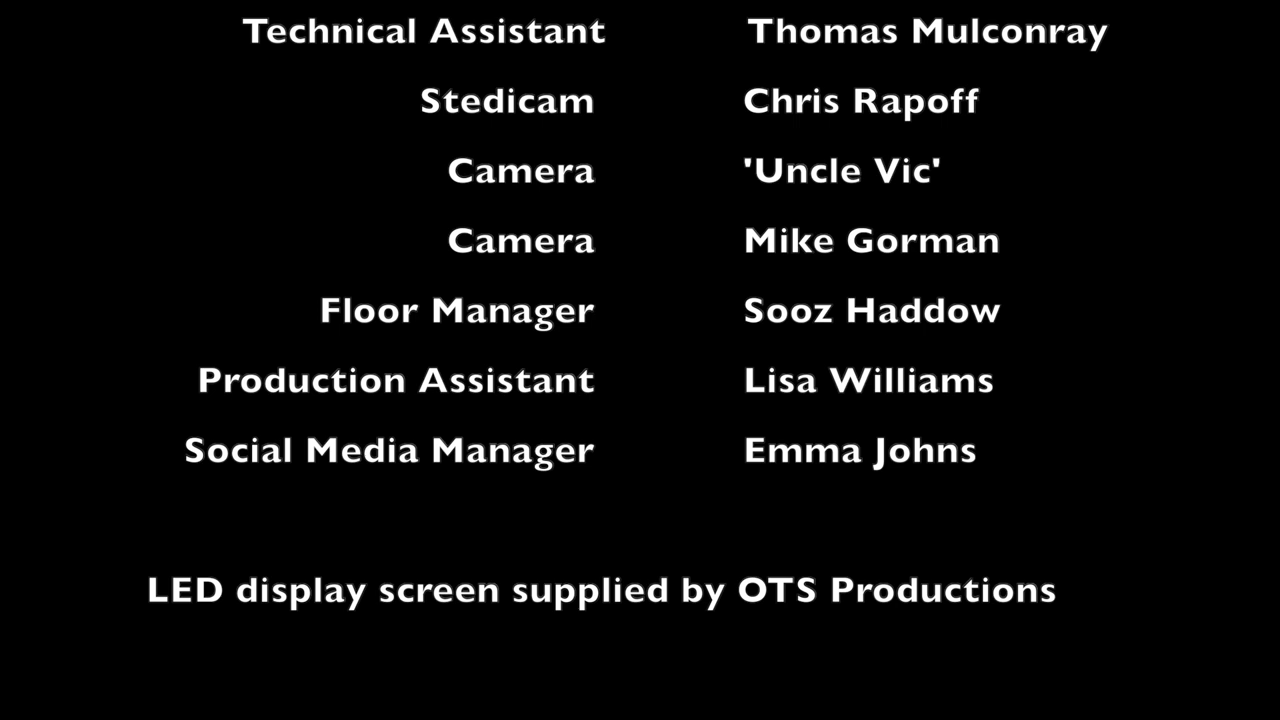 Technical Assistant Thomas Mulconray
Stedicam Chris Rapoff
Camera 'Uncle Vic'
Camera Mike Gorman
Floor Manager Sooz Haddow
Production Assistant Lisa Williams
Social Media Manager Emma Johns
LED display screen supplied by OTS Productions